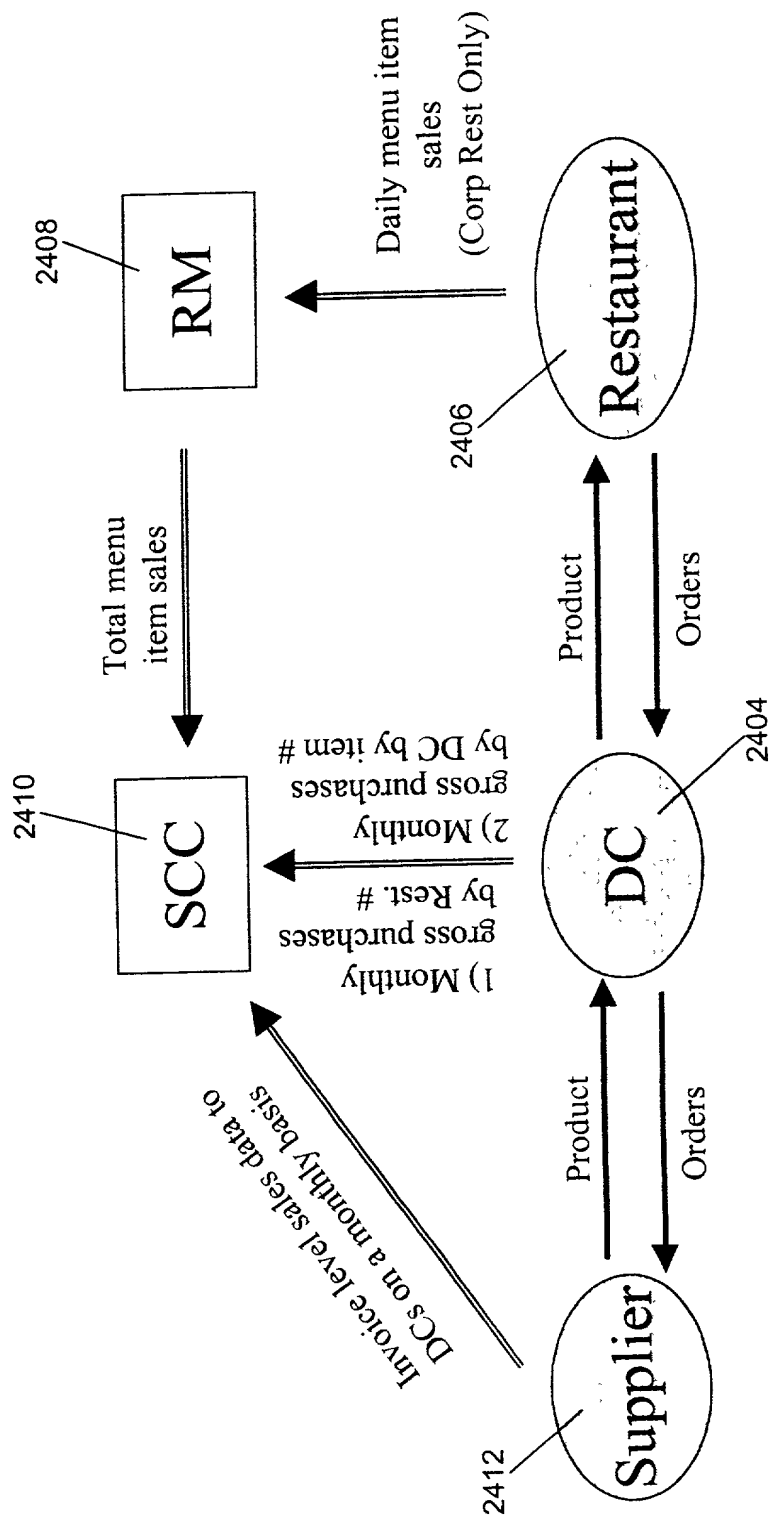 2410
SCC
Total menu
item sales
2408
RM
Invoice level sales data to
DCs on a monthly basis
1) Monthly
gross purchases
by Rest. #
2) Monthly
gross purchases
by DC by item #
Daily menu item
sales
(Corp Rest Only)
2412
Supplier
Product
Orders
DC
2404
Product
Orders
2406
Restaurant